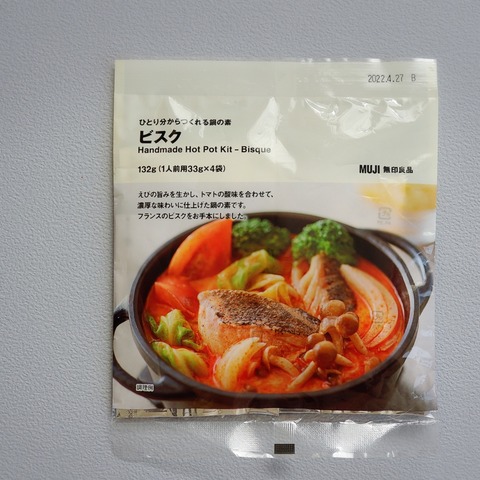 2022.4.27 B
ひとり分からつくれる鍋の素
ビスク
Handmade Hot Pot Kit – Bisque
132g(1人前用33g×4袋)
MUJI 無印良品
えびの旨みを生かし、トマトの酸味を合わせて、
濃厚な味わいに仕上げた鍋の素です。
フランスのビスクをお手本にしました。
調理例